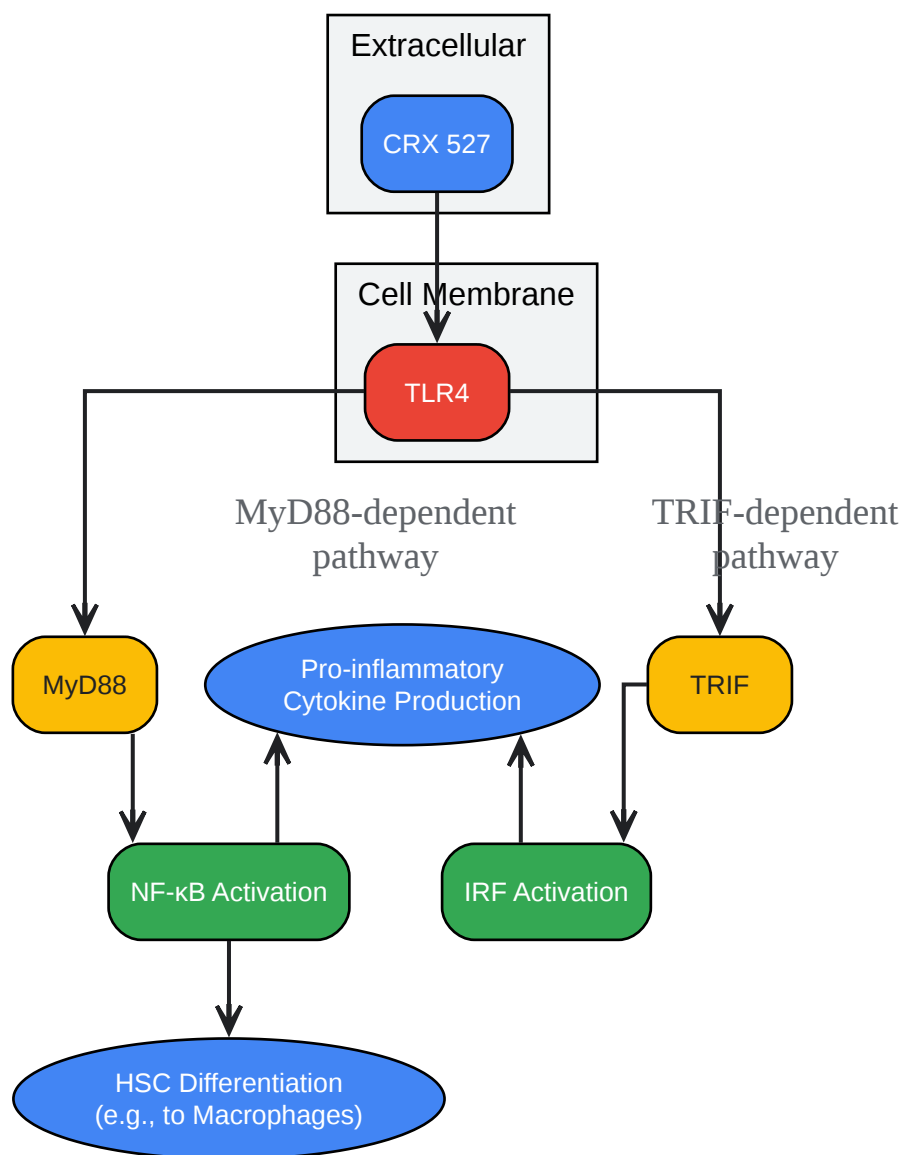 Extracellular
CRX 527
Cell Membrane
TLR4
MyD88-dependent
pathway
TRIF-dependent
pathway
MyD88
Pro-inflammatory
Cytokine Production
TRIF
NF-κB Activation
IRF Activation
HSC Differentiation
(e.g., to Macrophages)